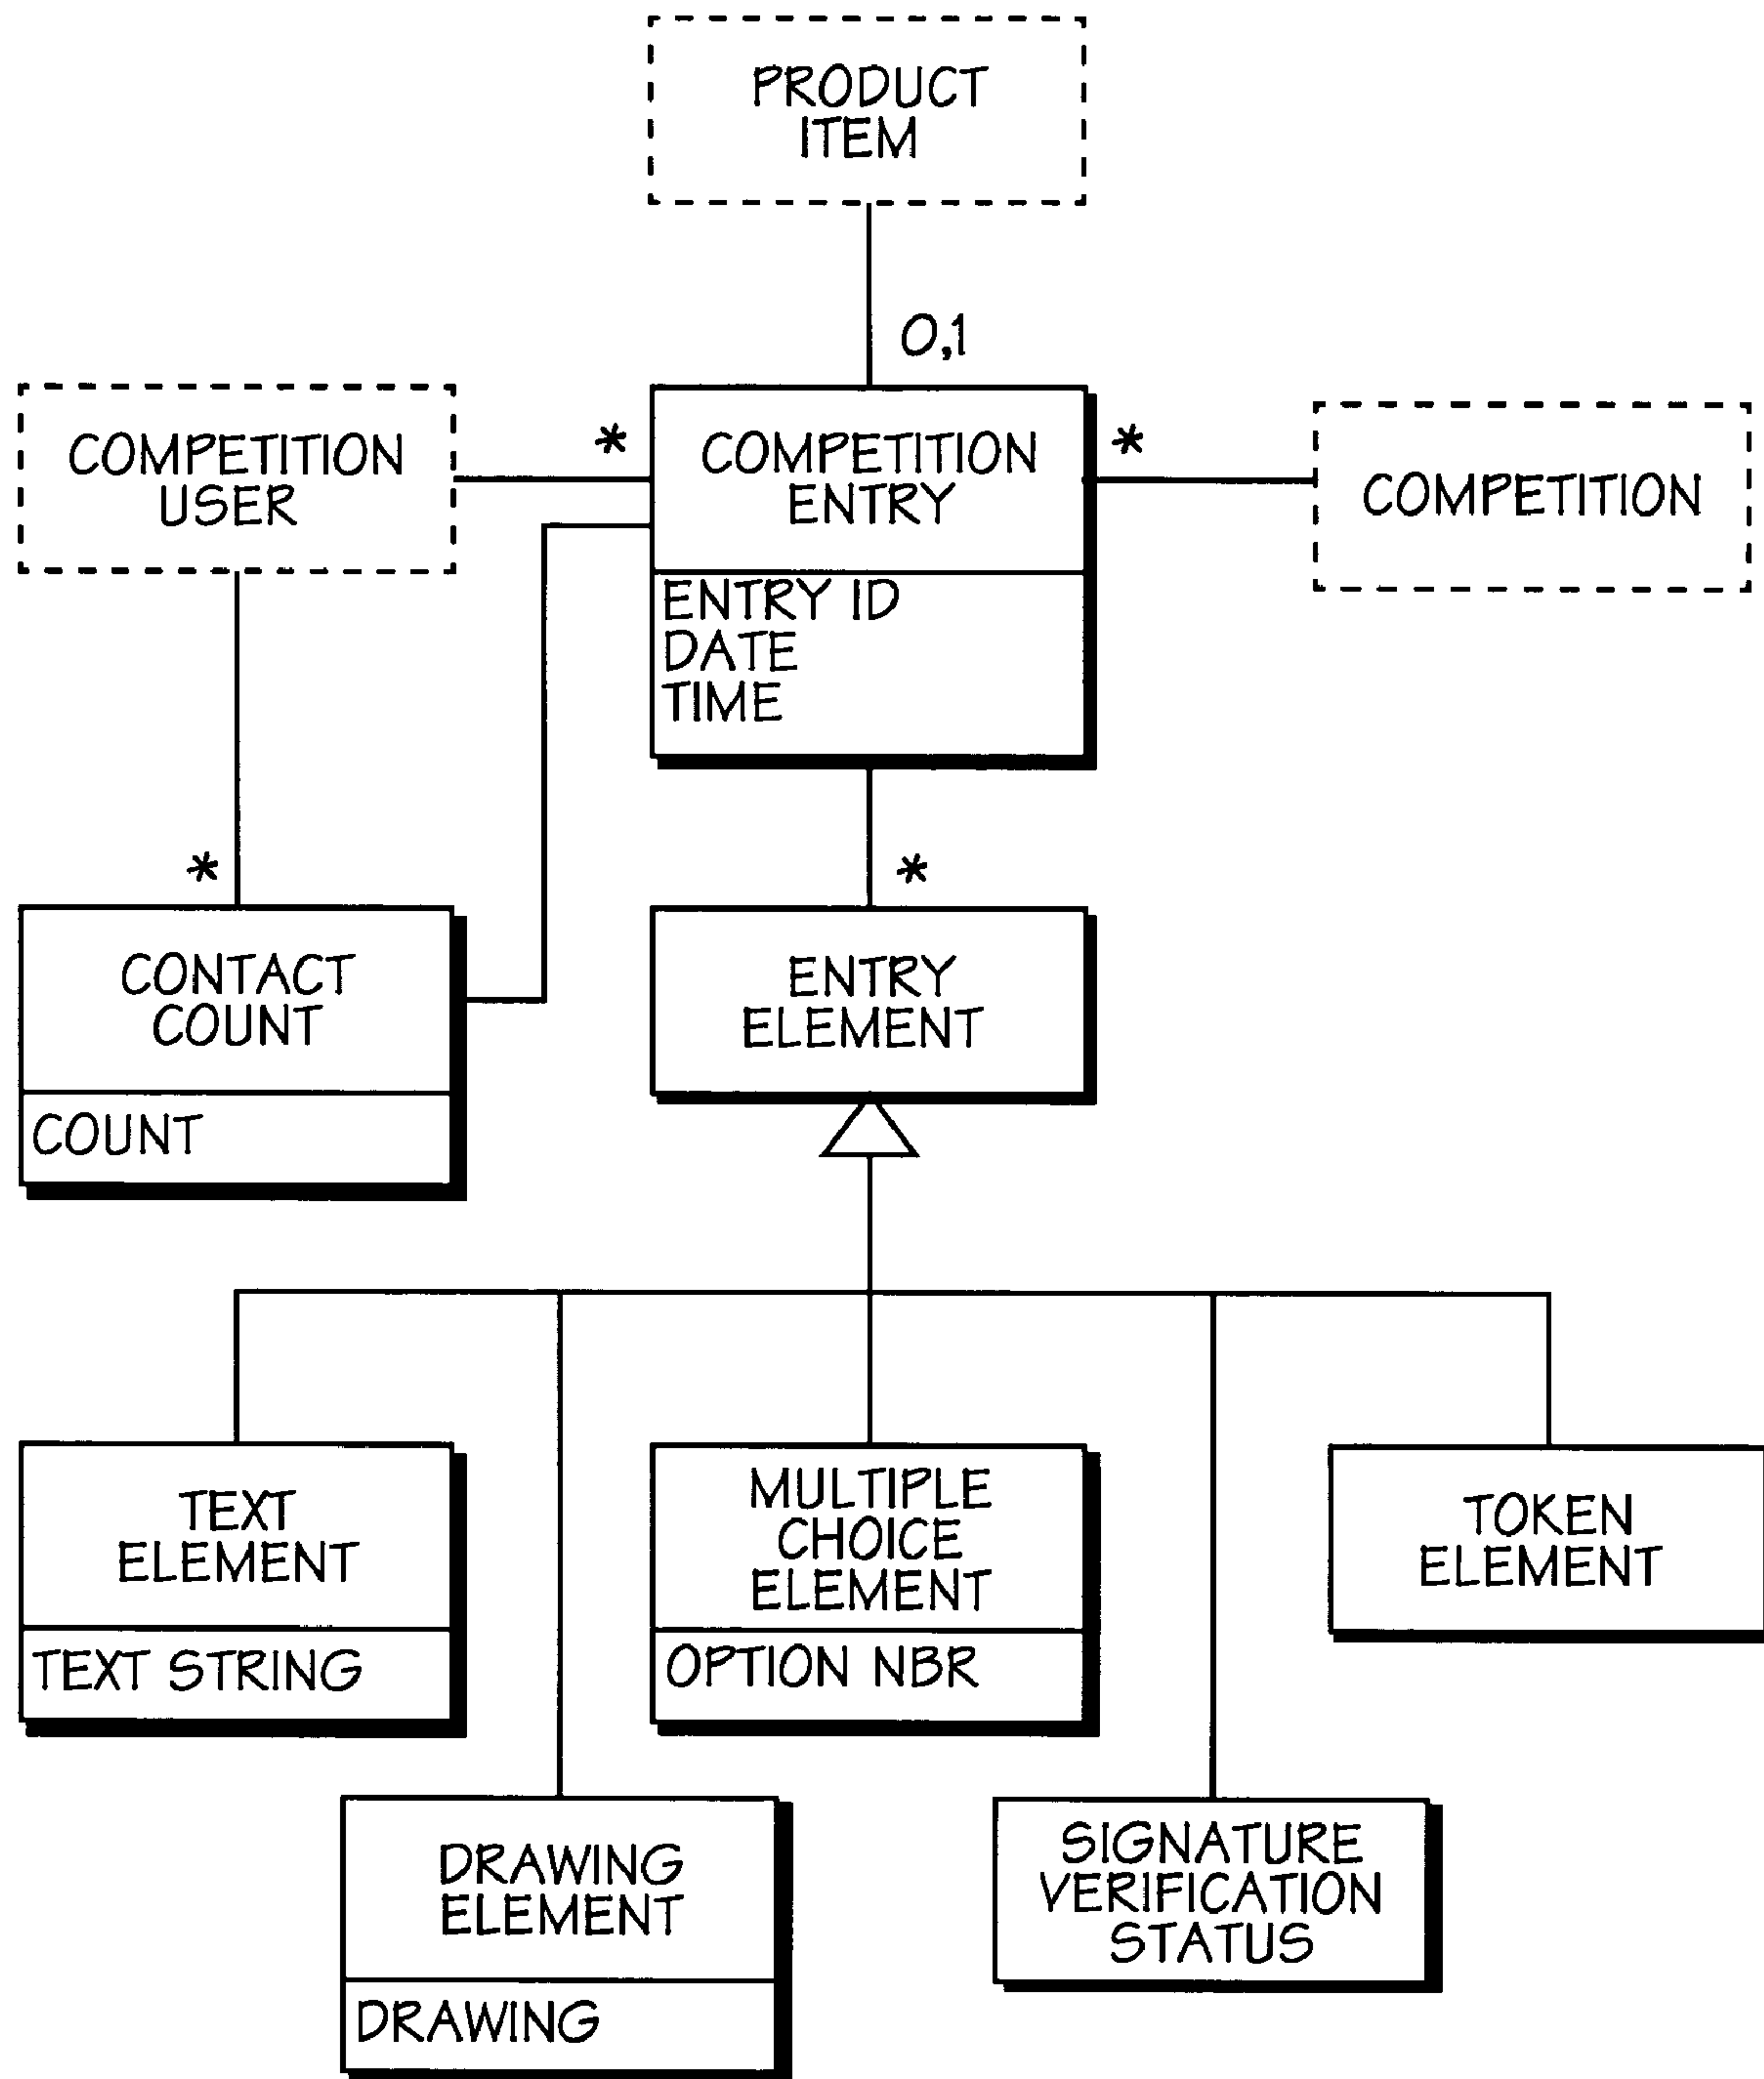 PRODUCT
ITEM
0,1
COMPETITION
USER
*
COMPETITION
ENTRY
*
COMPETITION
ENTRY ID
DATE
TIME
*
*
CONTACT
COUNT
COUNT
ENTRY
ELEMENT
TEXT
ELEMENT
TEXT STRING
MULTIPLE
CHOICE
ELEMENT
OPTION NBR
TOKEN
ELEMENT
DRAWING
ELEMENT
DRAWING
SIGNATURE
VERIFICATION
STATUS